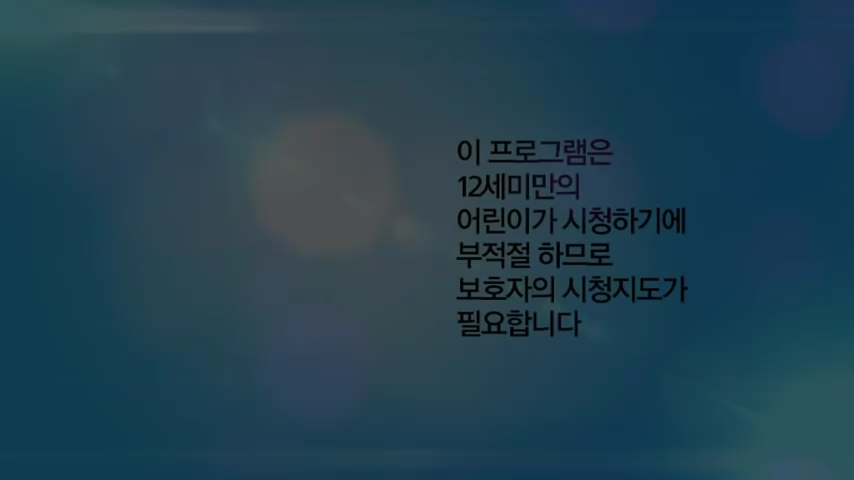 이 프로그램은
12세미만의
어린이가 시청하기에
부적절 하므로
보호자의 시청지도가
필요합니다